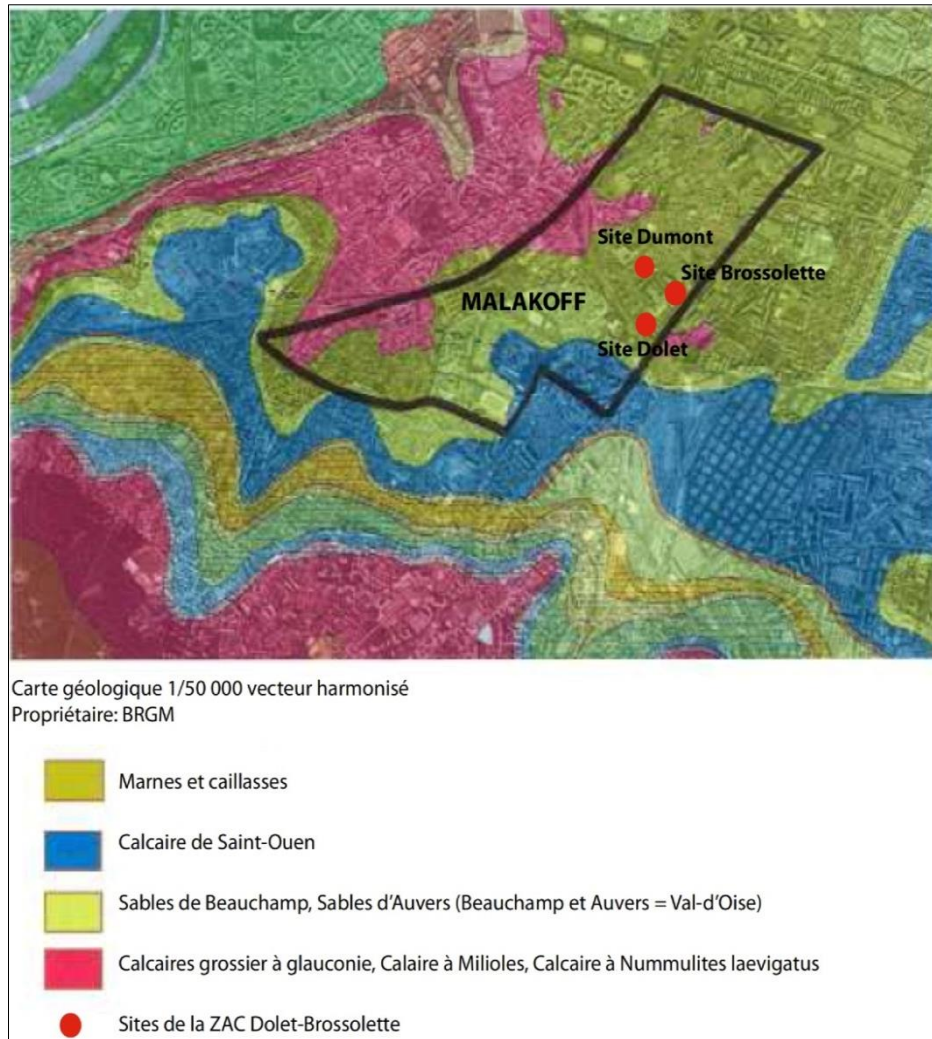 Site Dumont
Site Brossolette
MALAKOFF
Site Dolet
Carte géologique 1/50 000 vecteur harmonisé
Propriétaire: BRGM
Marnes et caillasses
Calcaire de Saint-Ouen
Sables de Beauchamp, Sables d'Auvers (Beauchamp et Auvers = Val-d'Oise)
Calcaires grossier à glauconie, Calaire à Milioles, Calcaire à Nummulites laevigatus
Sites de la ZAC Dolet-Brossolette